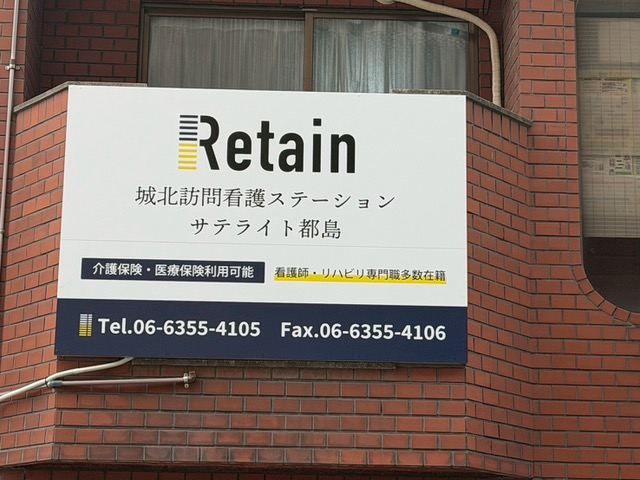 Retain
城北訪問看護ステーション
サテライト都島
介護保険・医療保険利用可能
看護師・リハビリ専門職多数在籍
Tel.06-6355-4105 Fax.06-6355-4106